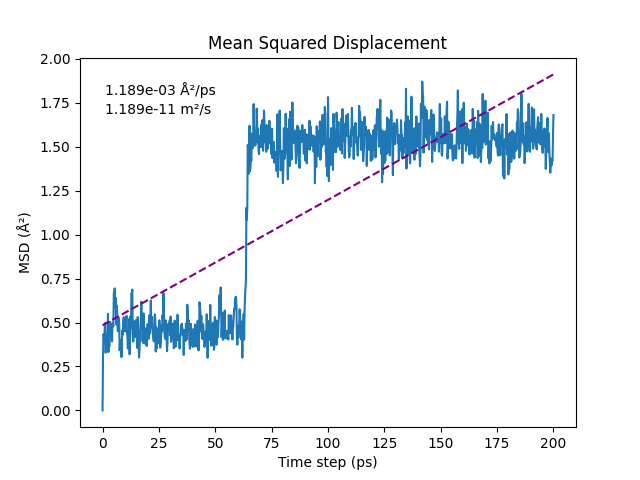 Mean Squared Displacement
1.189e-03 Å²/ps
1.189e-11 m²/s
MSD (Å²)
2.00
1.75
1.50
1.25
1.00
0.75
0.50
0.25
0.00
0 25 50 75 100 125 150 175 200
Time step (ps)